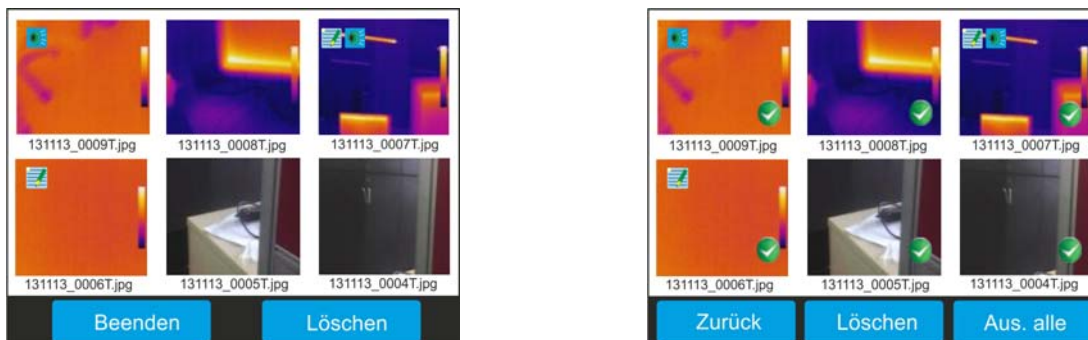 131113_0009T.jpg 131113_0008T.jpg 131113_0007T.jpg
131113_0006T.jpg 131113_0005T.jpg 131113_0004T.jpg
Beenden Löschen
131113_0009T.jpg 131113_0008T.jpg 131113_0007T.jpg
131113_0006T.jpg 131113_0005T.jpg 131113_0004T.jpg
Zurück Löschen Aus. alle